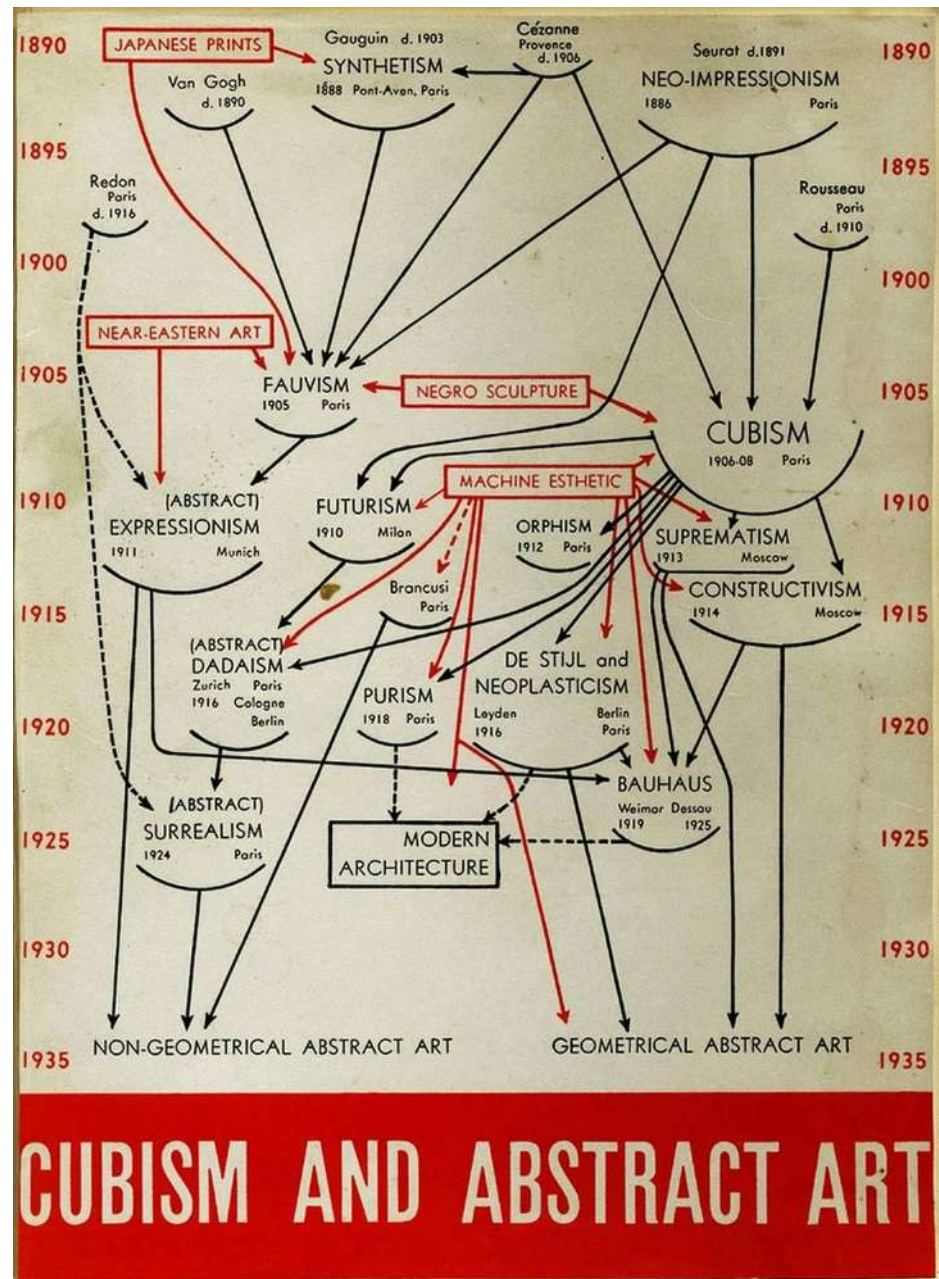 1890
JAPANESE PRINTS
Gauguin d. 1903
SYNTHETISM
1888 Pont-Aven, Paris
Cézanne
Provence
d. 1906
Seurat d.1891
NEO-IMPRESSIONISM
1886 Paris
1890
Van Gogh
d. 1890
1895
1895
Redon
Paris
d. 1916
Rousseau
Paris
d. 1910
1900
1900
NEAR-EASTERN ART
1905
FAUVISM
1905 Paris
NEGRO SCULPTURE
1905
CUBISM
1906-08 Paris
MACHINE ESTHETIC
1910
(ABSTRACT)
EXPRESSIONISM
1911 Munich
FUTURISM
1910 Milan
ORPHISM
1912 Paris
SUPREMATISM
1913 Moscow
1910
Brancusi
Paris
CONSTRUCTIVISM
1914 Moscow
1915
1915
(ABSTRACT)
DADAISM
Zurich Paris
1916 Cologne
Berlin
PURISM
1918 Paris
DE STIJL and
NEOPLASTICISM
Leyden Berlin
1916 Paris
1920
1920
BAUHAUS
Weimar Dessau
1919 1925
(ABSTRACT)
SURREALISM
1924 Paris
MODERN
ARCHITECTURE
1925
1925
1930
1930
NON-GEOMETRICAL ABSTRACT ART
GEOMETRICAL ABSTRACT ART
1935
1935
CUBISM AND ABSTRACT ART